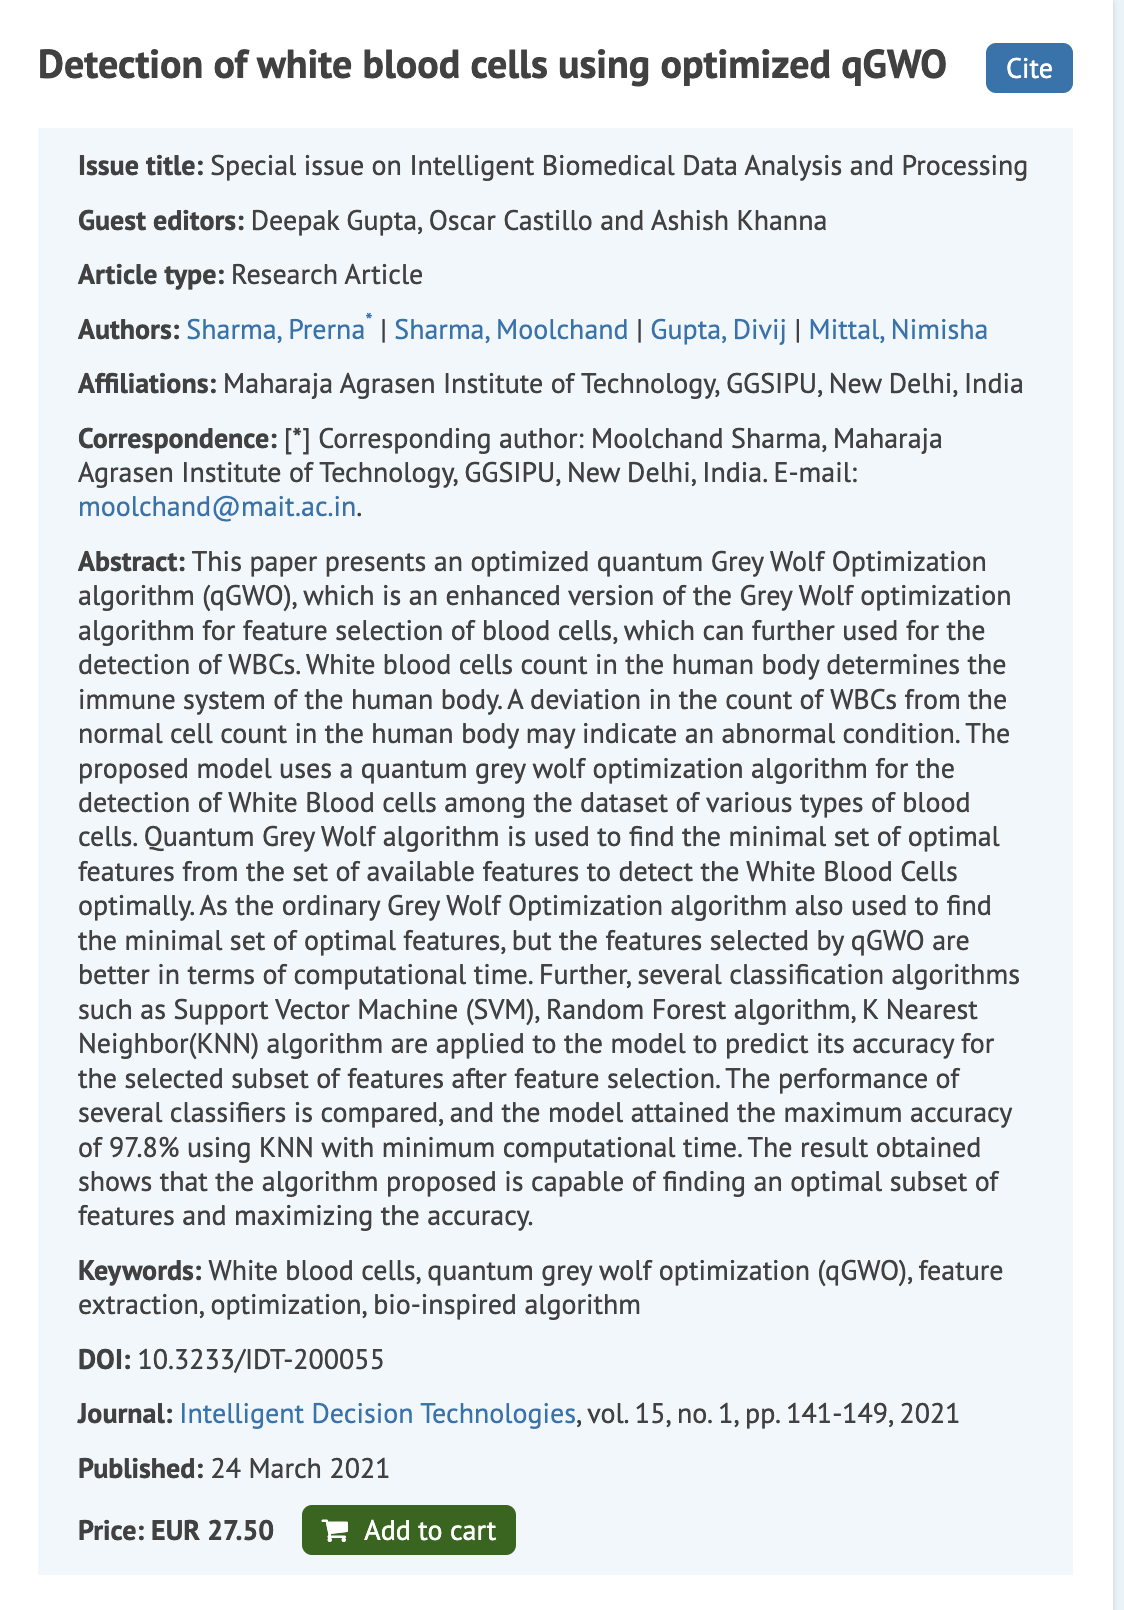 Detection of white blood cells using optimized qGWO
Cite
Issue title: Special issue on Intelligent Biomedical Data Analysis and Processing
Guest editors: Deepak Gupta, Oscar Castillo and Ashish Khanna
Article type: Research Article
Authors: Sharma, Prerna* | Sharma, Moolchand | Gupta, Divij | Mittal, Nimisha
Affiliations: Maharaja Agrasen Institute of Technology, GGSIPU, New Delhi, India
Correspondence: [*] Corresponding author: Moolchand Sharma, Maharaja
Agrasen Institute of Technology, GGSIPU, New Delhi, India. E-mail:
moolchand@mait.ac.in.
Abstract: This paper presents an optimized quantum Grey Wolf Optimization
algorithm (qGWO), which is an enhanced version of the Grey Wolf optimization
algorithm for feature selection of blood cells, which can further used for the
detection of WBCs. White blood cells count in the human body determines the
immune system of the human body. A deviation in the count of WBCs from the
normal cell count in the human body may indicate an abnormal condition. The
proposed model uses a quantum grey wolf optimization algorithm for the
detection of White Blood cells among the dataset of various types of blood
cells. Quantum Grey Wolf algorithm is used to find the minimal set of optimal
features from the set of available features to detect the White Blood Cells
optimally. As the ordinary Grey Wolf Optimization algorithm also used to find
the minimal set of optimal features, but the features selected by qGWO are
better in terms of computational time. Further, several classification algorithms
such as Support Vector Machine (SVM), Random Forest algorithm, K Nearest
Neighbor(KNN) algorithm are applied to the model to predict its accuracy for
the selected subset of features after feature selection. The performance of
several classifiers is compared, and the model attained the maximum accuracy
of 97.8% using KNN with minimum computational time. The result obtained
shows that the algorithm proposed is capable of finding an optimal subset of
features and maximizing the accuracy.
Keywords: White blood cells, quantum grey wolf optimization (qGWO), feature
extraction, optimization, bio-inspired algorithm
DOI: 10.3233/IDT-200055
Journal: Intelligent Decision Technologies, vol. 15, no. 1, pp. 141-149, 2021
Published: 24 March 2021
Price: EUR 27.50
Add to cart